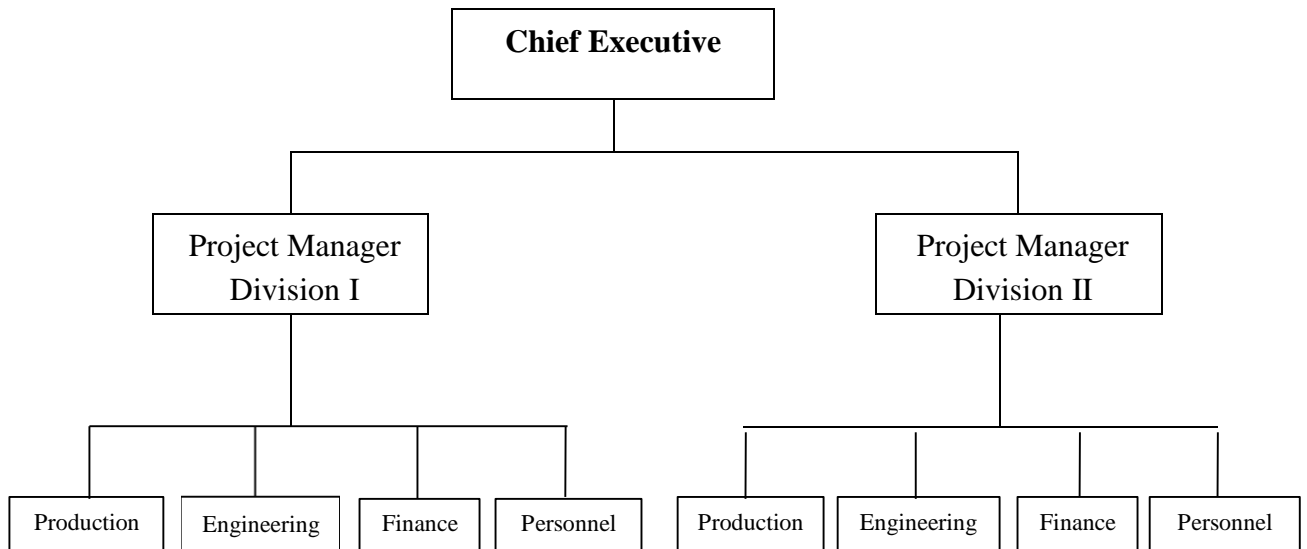 Chief Executive
Project Manager
Division I
Project Manager
Division II
Production
Engineering
Finance
Personnel
Production
Engineering
Finance
Personnel